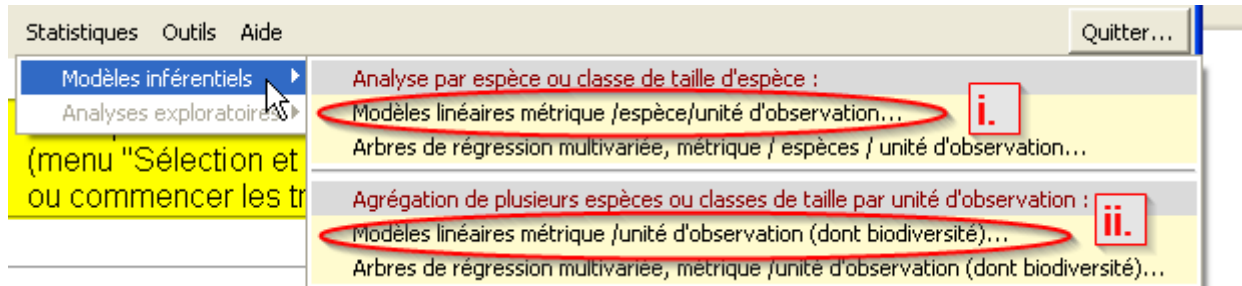 Statistiques Outils Aide Quitter...
Modèles inférentiels
Analyse par espèce ou classe de taille d'espèce :
Analyses exploratoires
Modèles linéaires métrique /espèce/unité d'observation...
i.
Arbres de régression multivariée, métrique / espèces / unité d'observation...
(menu "Sélection et
ou commencer les tr
Agrégation de plusieurs espèces ou classes de taille par unité d'observation :
Modèles linéaires métrique /unité d'observation (dont biodiversité)...
ii.
Arbres de régression multivariée, métrique /unité d'observation (dont biodiversité)...